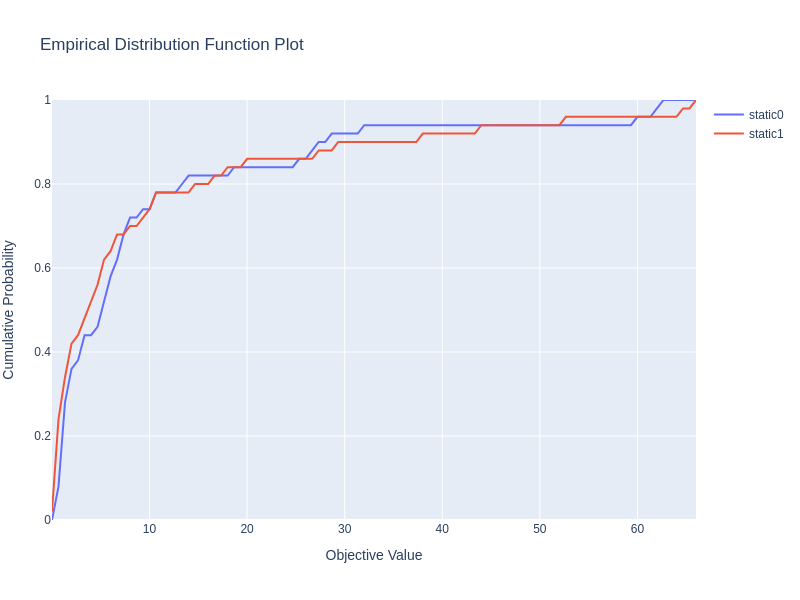 Empirical Distribution Function Plot
Cumulative Probability
1
0.8
0.6
0.4
0.2
0
10
20
30
40
50
60
Objective Value
static0
static1